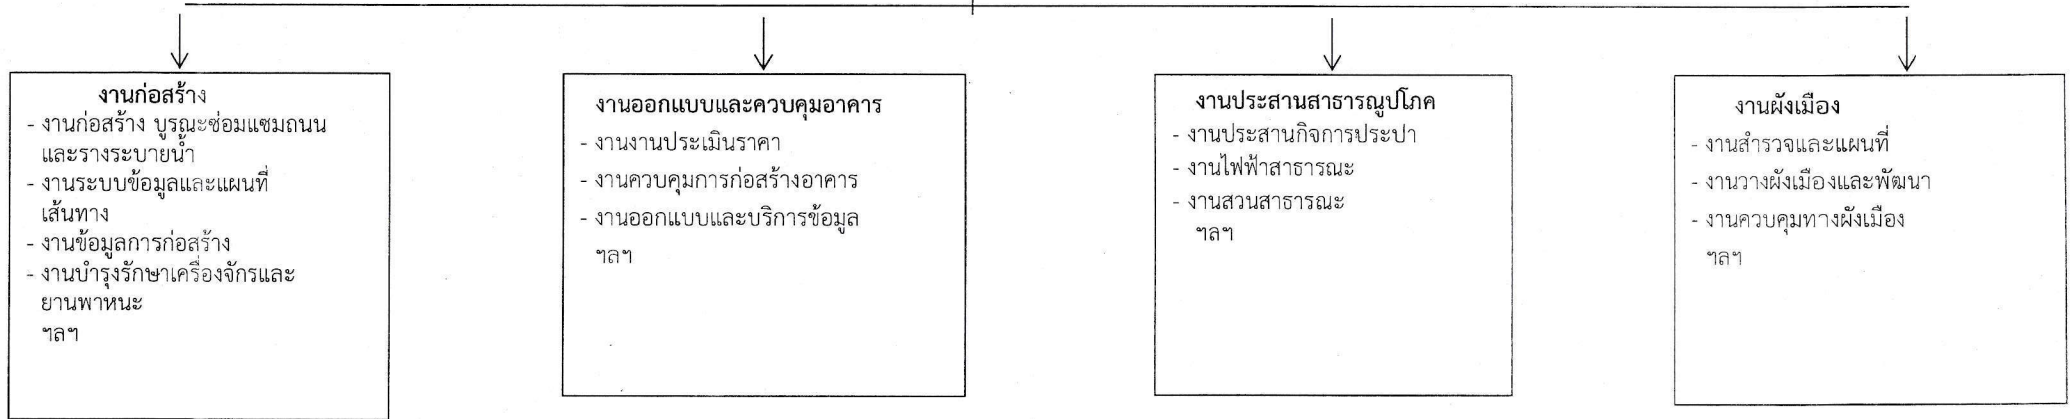 งานก่อสร้าง
- งานก่อสร้าง บูรณะซ่อมแซมถนน
และรางระบายน้ำ
- งานระบบข้อมูลและแผนที่
เส้นทาง
- งานข้อมูลการก่อสร้าง
- งานบำรุงรักษาเครื่องจักรและ
ยานพาหนะ
ฯลฯ
งานออกแบบและควบคุมอาคาร
- งานงานประเมินราคา
- งานควบคุมการก่อสร้างอาคาร
- งานออกแบบและบริการข้อมูล
ฯลฯ
งานประสานสาธารณูปโภค
- งานประสานกิจการประปา
- งานไฟฟ้าสาธารณะ
- งานสวนสาธารณะ
ฯลฯ
งานผังเมือง
- งานสำรวจและแผนที่
- งานวางผังเมืองและพัฒนา
- งานควบคุมทางผังเมือง
ฯลฯ